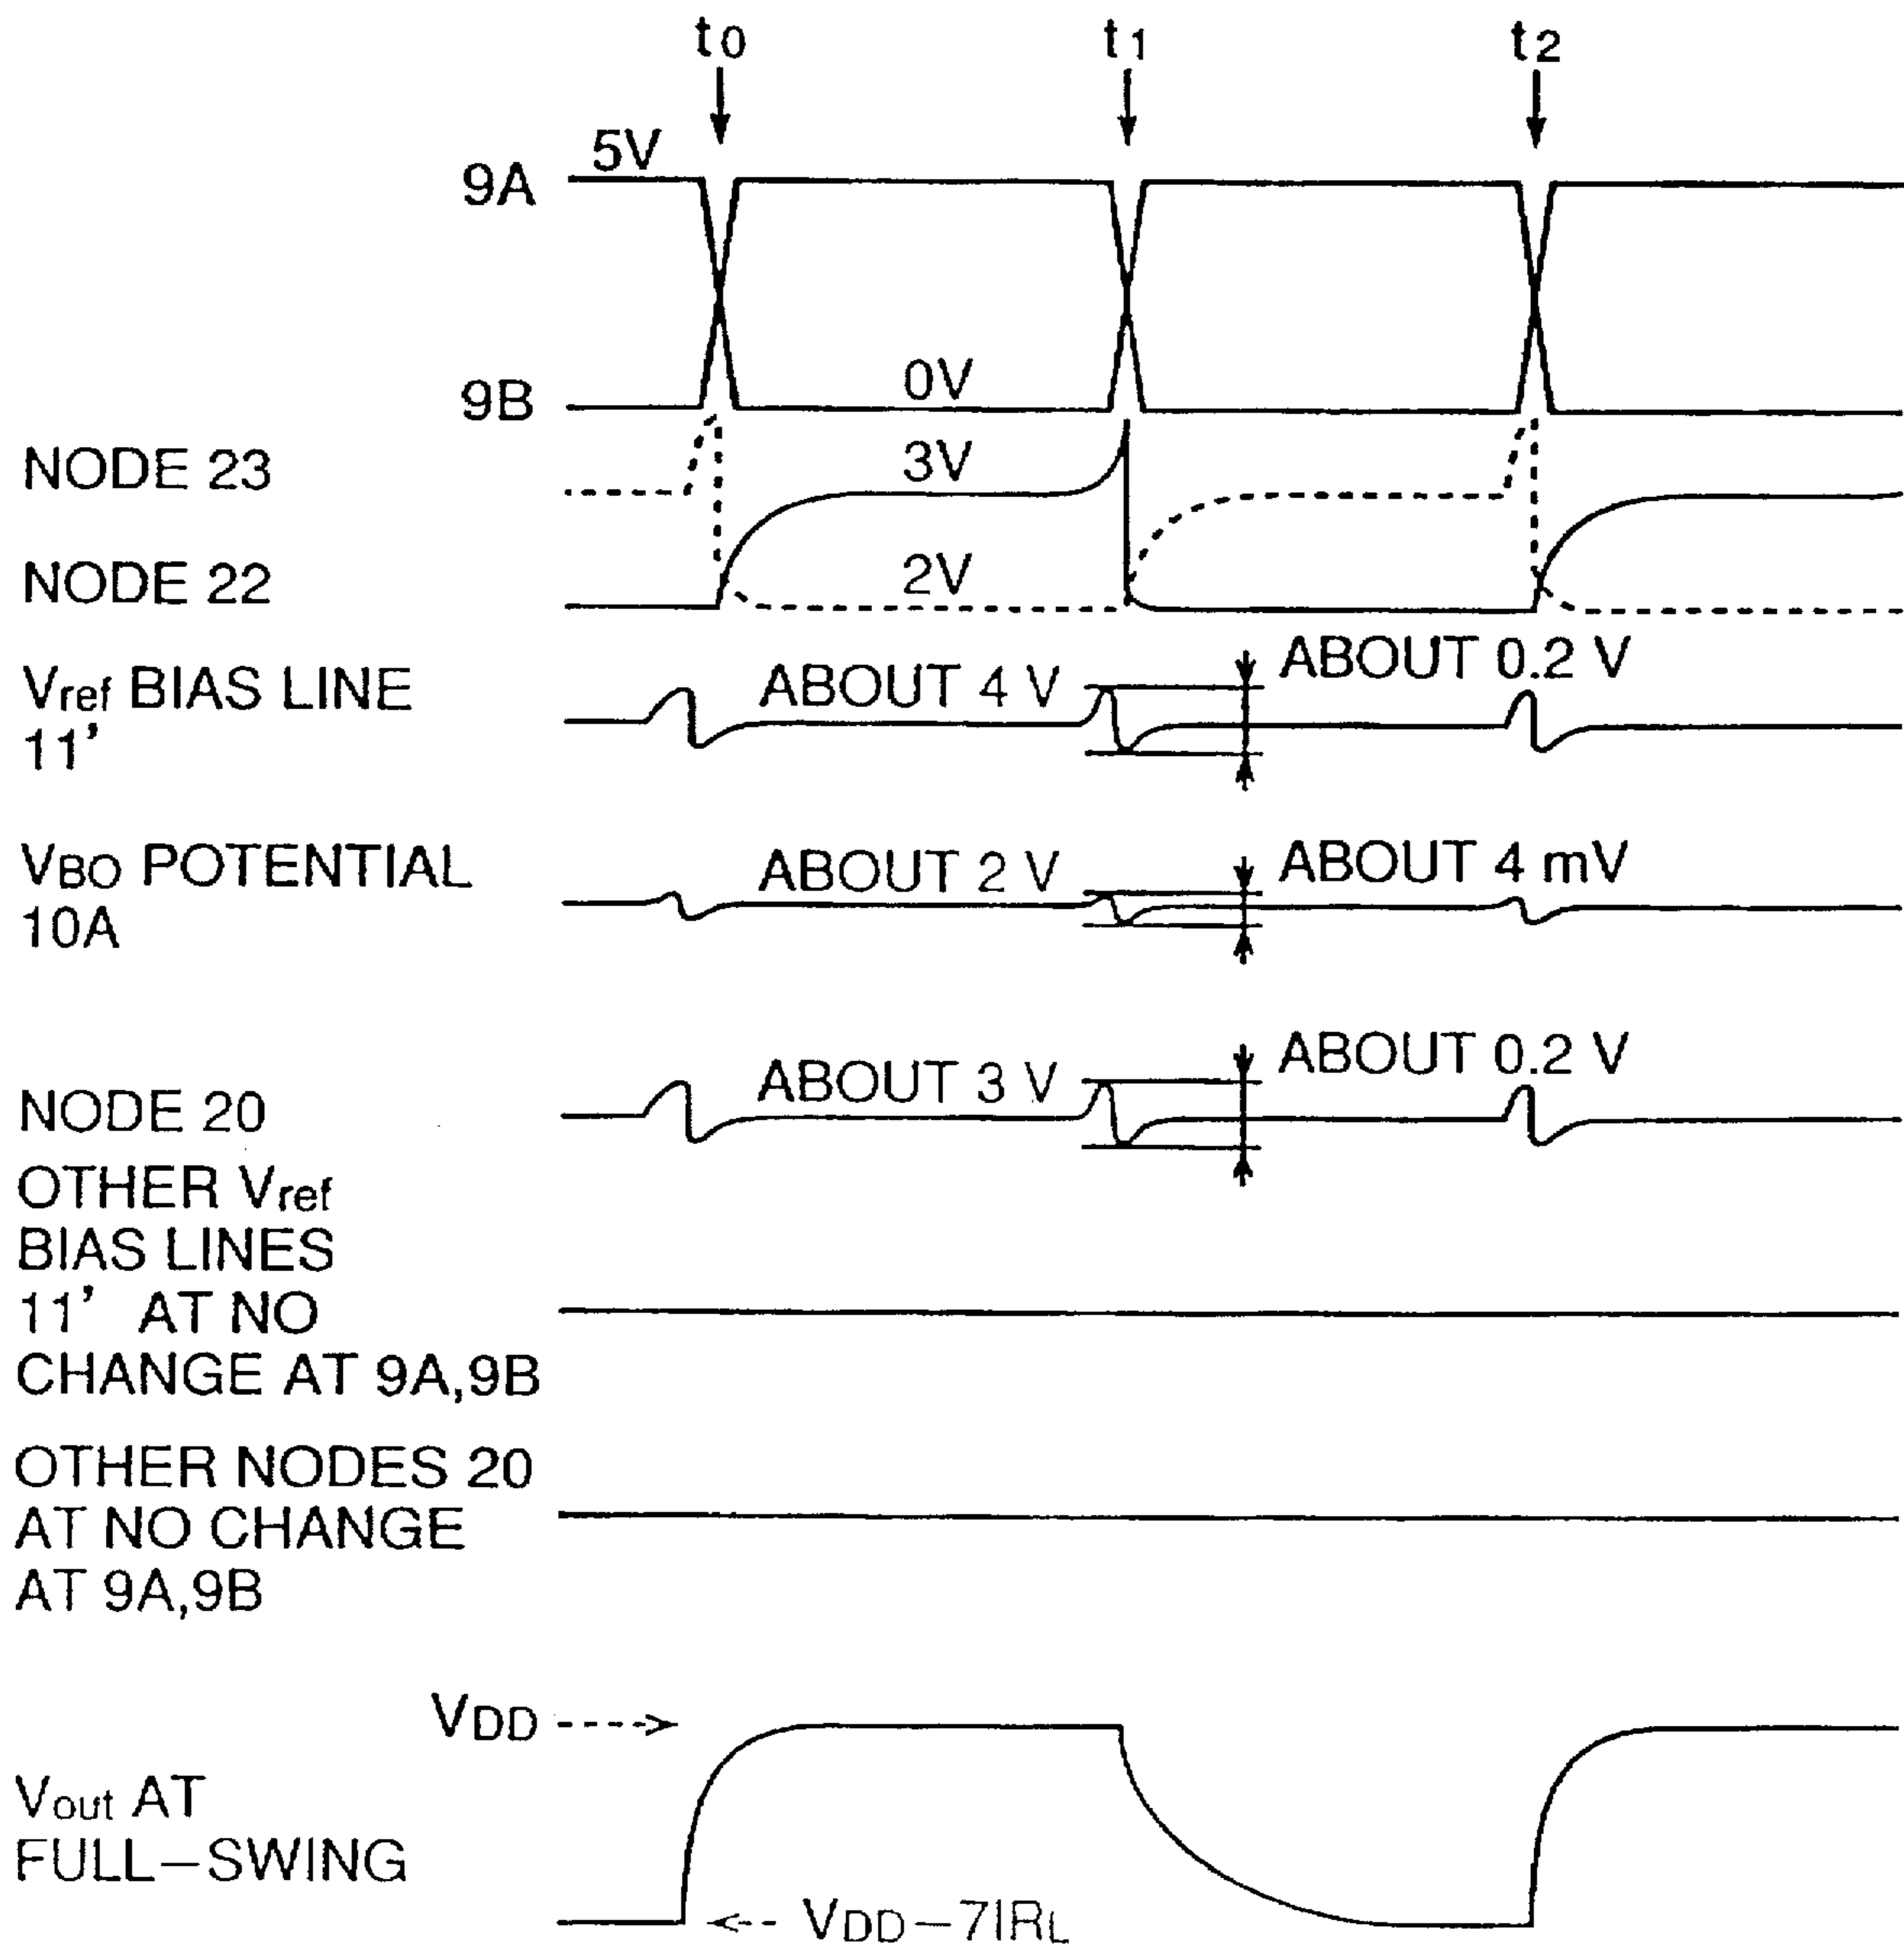 t0 t1 t2
5V
9A
0V
9B
3V
NODE 23
2V
NODE 22
ABOUT 0.2 V
Vref BIAS LINE
ABOUT 4 V
11'
VBO POTENTIAL
ABOUT 2 V
ABOUT 4 mV
10A
ABOUT 0.2 V
ABOUT 3 V
NODE 20
OTHER Vref
BIAS LINES
11' AT NO
CHANGE AT 9A,9B
OTHER NODES 20
AT NO CHANGE
AT 9A,9B
VDD
Vout AT
FULL-SWING
VDD-7IRL